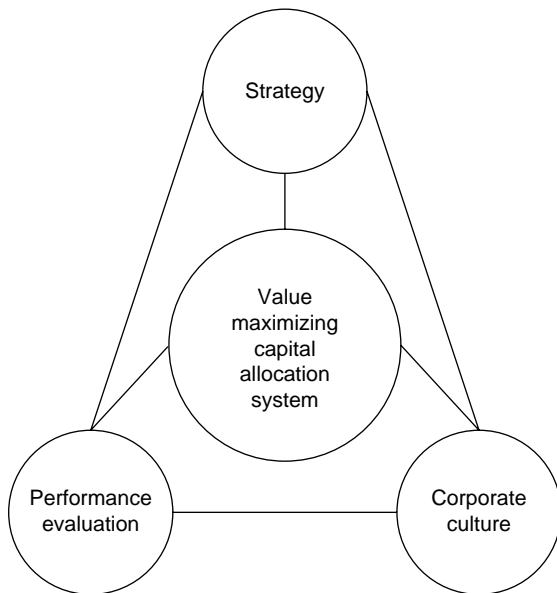 Strategy
Value
maximizing
capital
allocation
system
Performance
evaluation
Corporate
culture